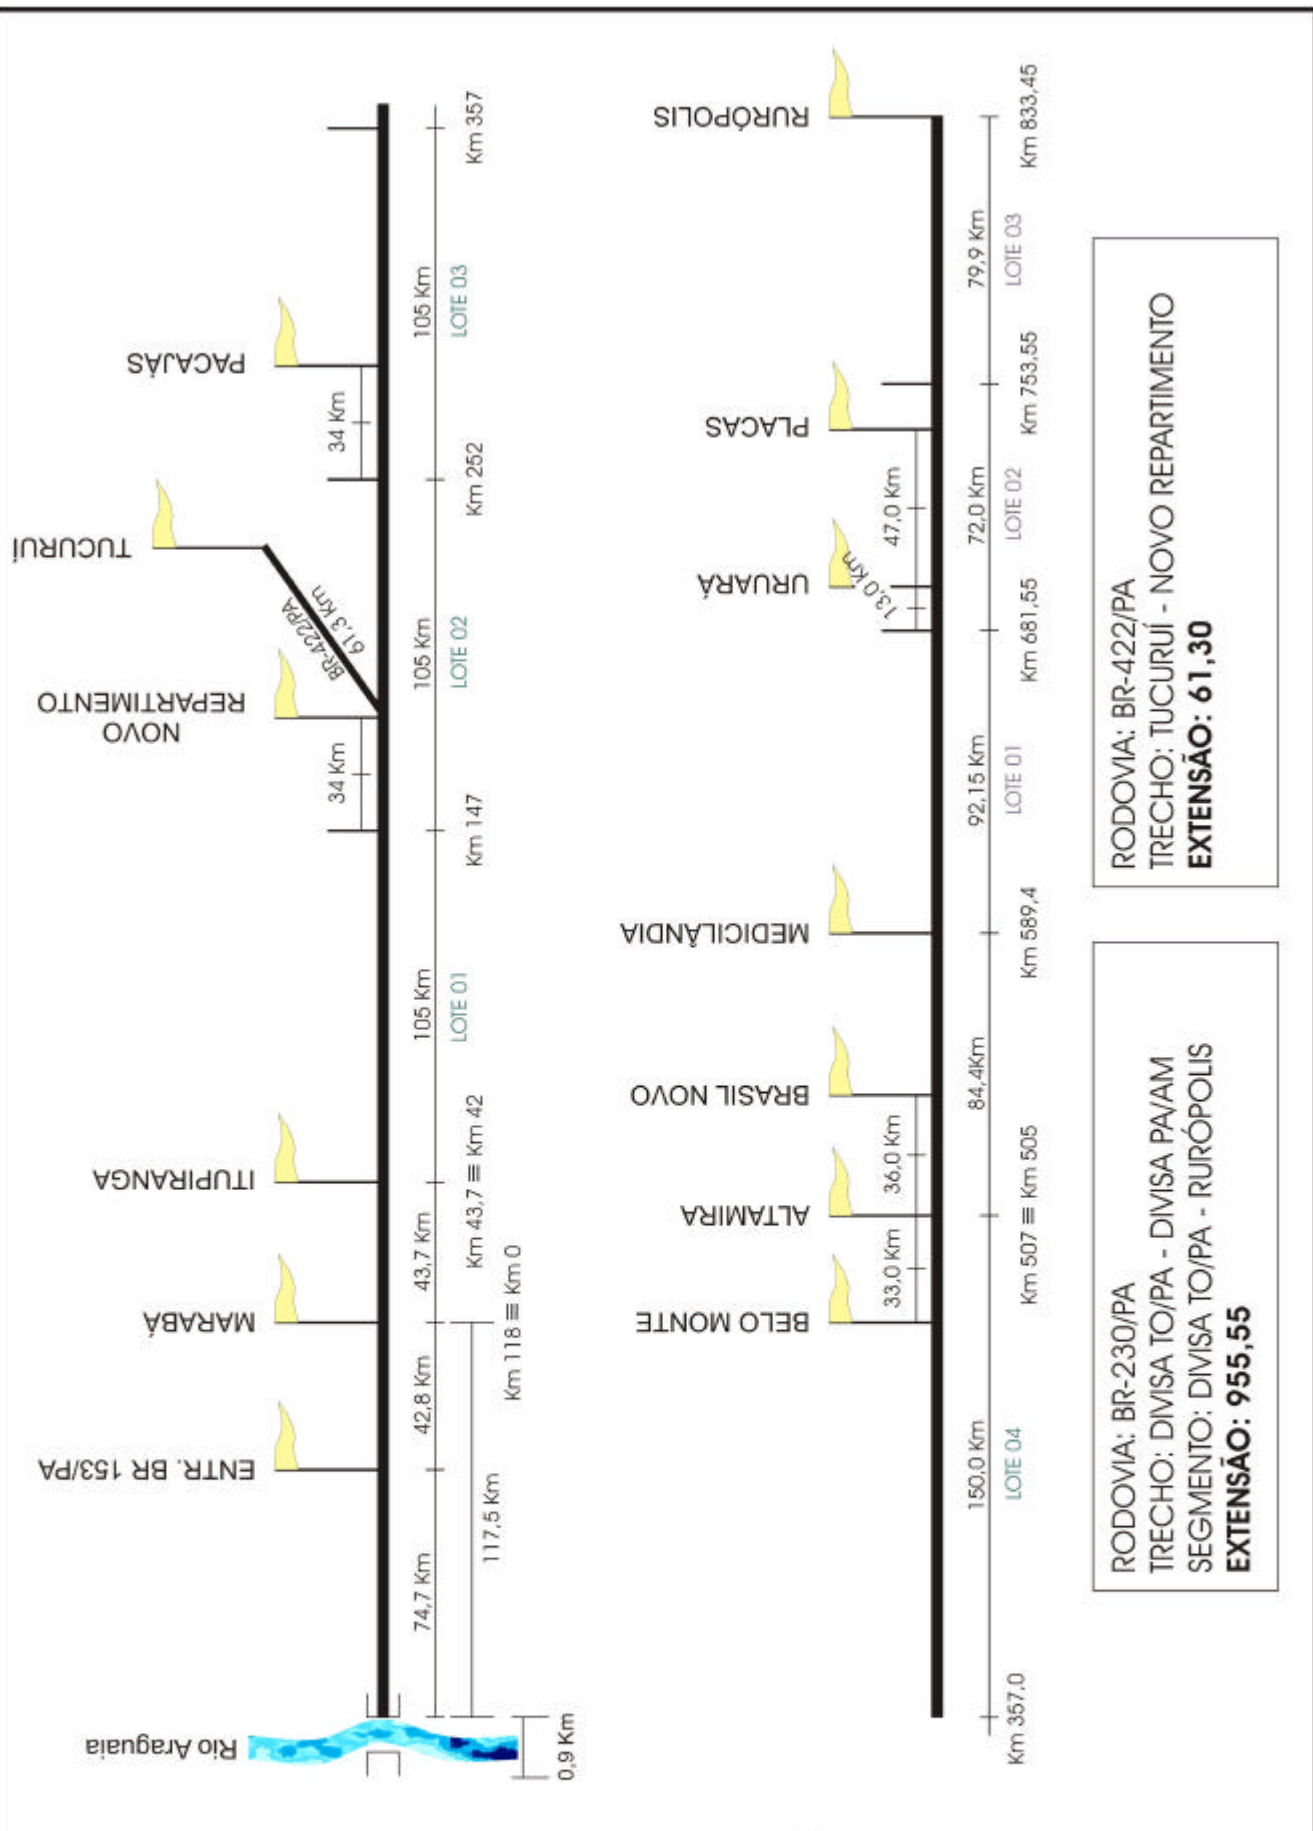 Rio Araguaia
ENTR. BR 153/PA
MARABÁ
ITUPIRANGA
NOVO
REPARTIMENTO
TUCURUÍ
PACAJÁS
BR-422/PA
61,3 Km
34 Km
34 Km
74,7 Km
42,8 Km
43,7 Km
105 Km
105 Km
105 Km
LOTE 01
LOTE 02
LOTE 03
Km 43,7 ≡ Km 42
Km 147
Km 252
Km 357
117,5 Km
Km 118 ≡ Km 0
0,9 Km
BELO MONTE
ALTAMIRA
BRASIL NOVO
MEDICILÂNDIA
URUARÁ
PLACAS
RURÓPOLIS
33,0 Km
36,0 Km
13,0 Km
47,0 Km
150,0 Km
84,4Km
92,15 Km
72,0 Km
79,9 Km
LOTE 04
LOTE 01
LOTE 02
LOTE 03
Km 357,0
Km 507 ≡ Km 505
Km 589,4
Km 681,55
Km 753,55
Km 833,45
RODOVIA: BR-230/PA
TRECHO: DIVISA TO/PA - DIVISA PA/AM
SEGMENTO: DIVISA TO/PA - RURÓPOLIS
EXTENSÃO: 955,55
RODOVIA: BR-422/PA
TRECHO: TUCURUÍ - NOVO REPARTIMENTO
EXTENSÃO: 61,30